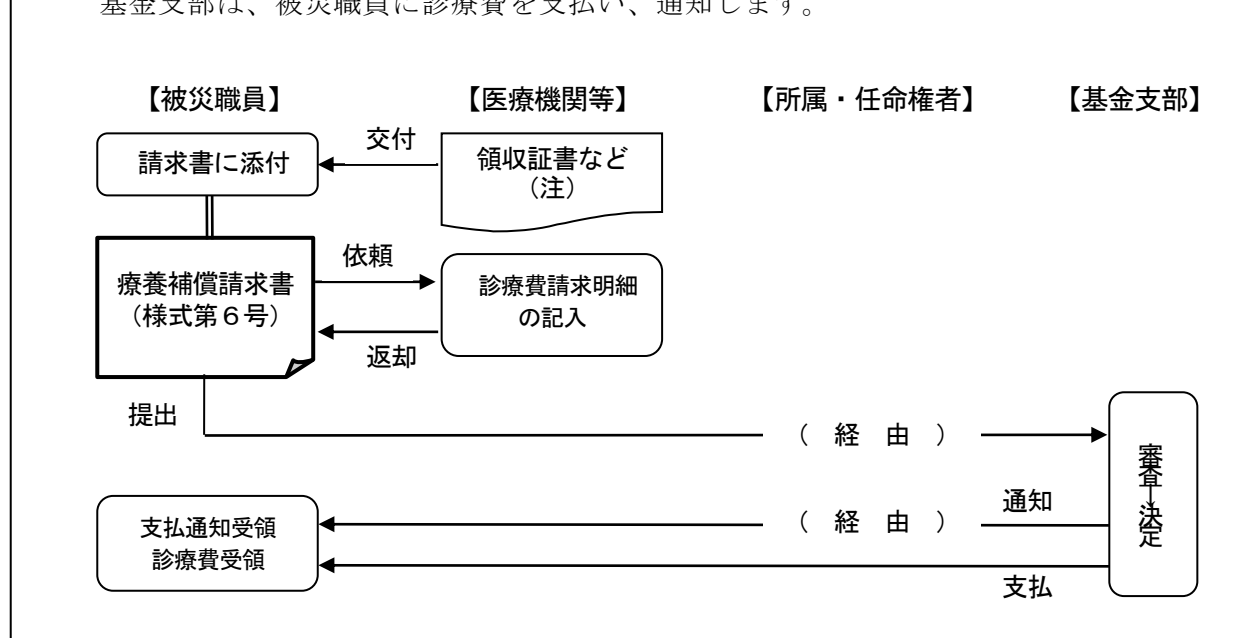 基金支部は、被災職員に診療費を支払い、通知します。
【被災職員】 【医療機関等】 【所属・任命権者】 【基金支部】
請求書に添付
交付
領収証書など
（注）
療養補償請求書
（様式第６号）
依頼
返却
診療費請求明細
の記入
提出
（ 経 由 ）
審査→決定
通知
（ 経 由 ）
支払通知受領
診療費受領
支払